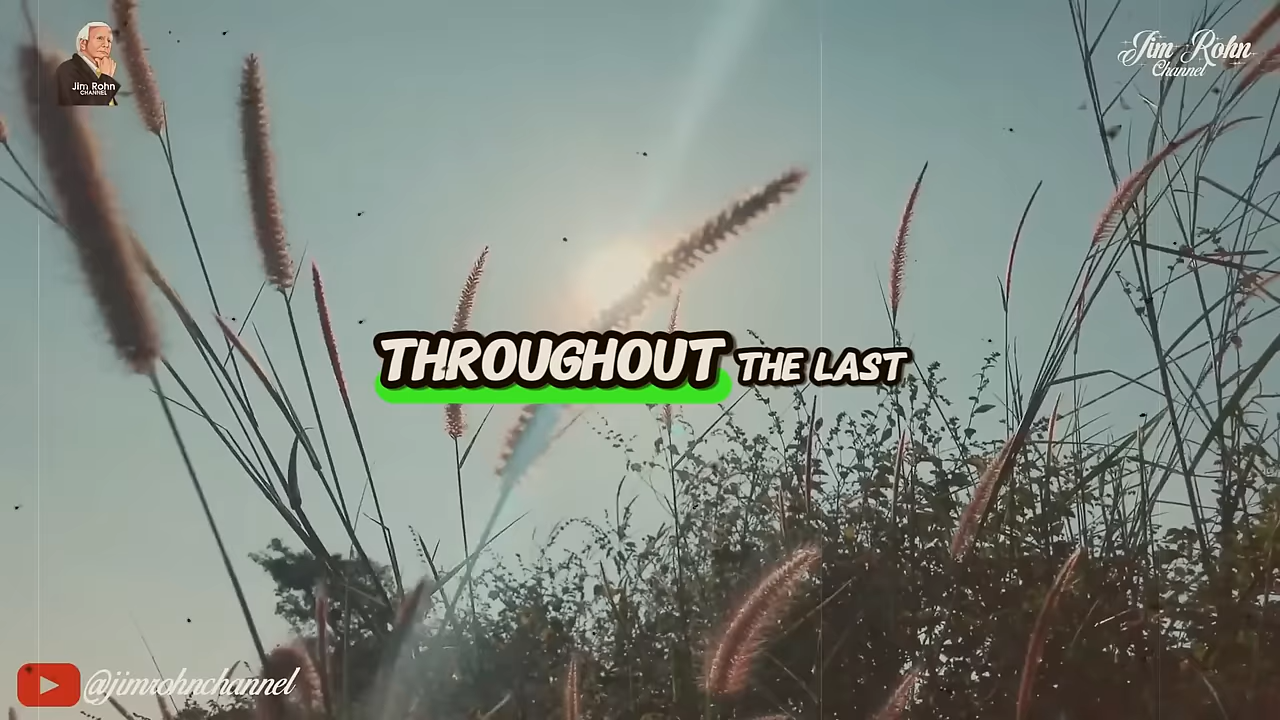 Jim Rohn
CHANNEL
Jim Rohn
Channel
THROUGHOUT THE LAST
@jimrohnchannel